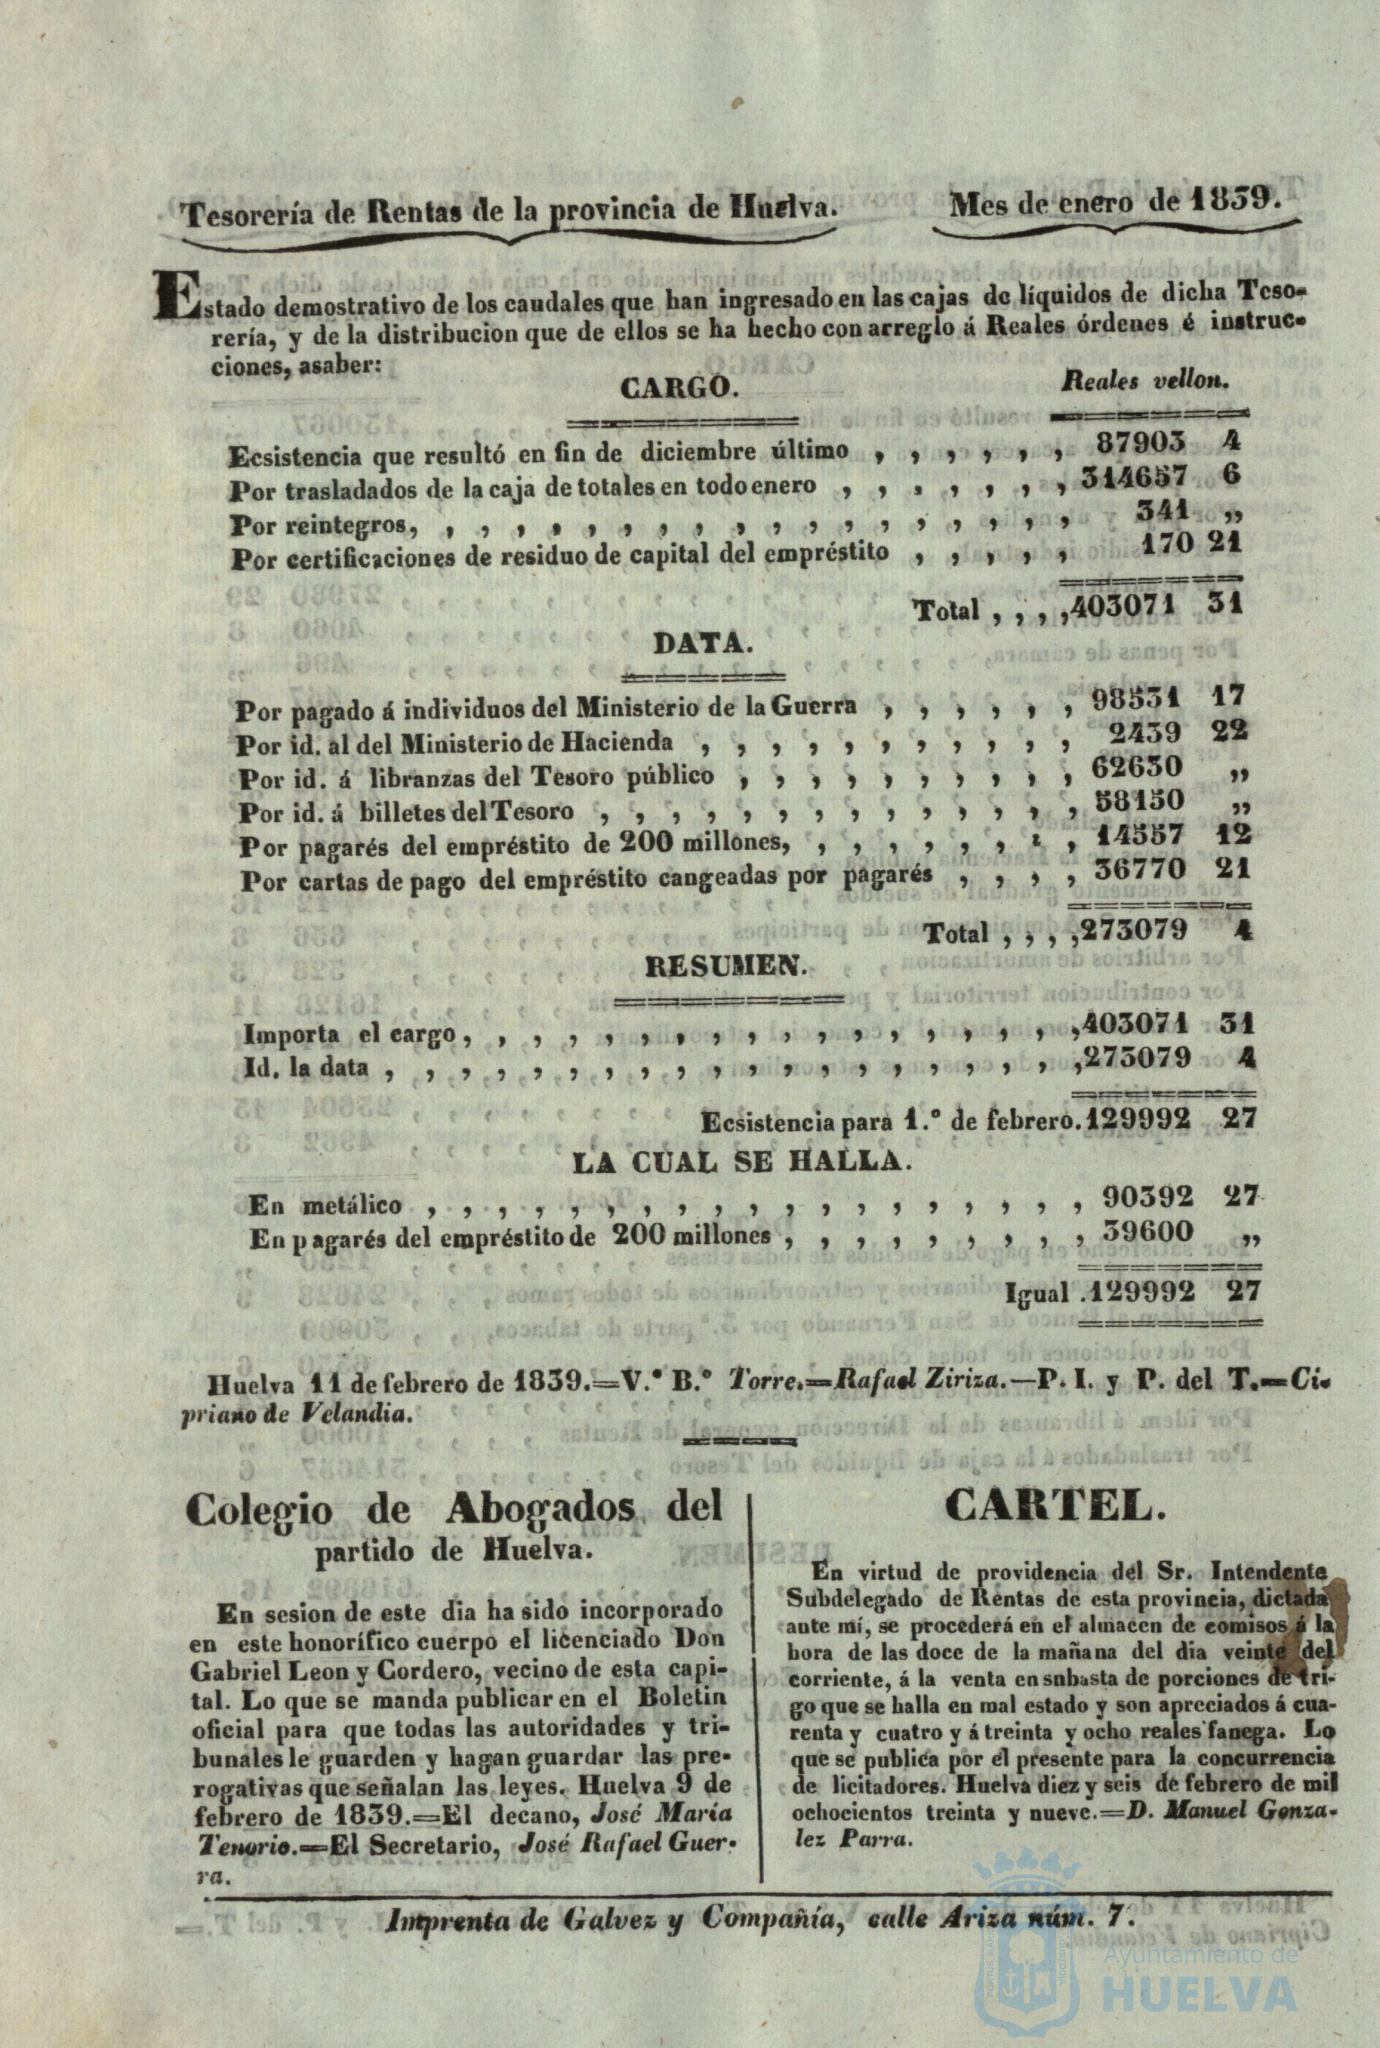 Tesorería de Rentas de la provincia de Huelva. Mes de enero de 1839.
Estado demostrativo de los caudales que han ingresado en las cajas de líquidos de dicha Teso-
rería, y de la distribucion que de ellos se ha hecho con arreglo á Reales órdenes é instruc-
ciones, asaber:
CARGO. Reales vellon.
Ecsistencia que resultó en fin de diciembre último , , , , , , 87903 4
Por trasladados de la caja de totales en todo enero , , , , , , , 314657 6
Por reintegros, , , , , , , , , , , , , , , , , , , 341 „
Por certificaciones de residuo de capital del empréstito , , , , , 170 21
Total , , , ,403071 31
DATA.
Por pagado á individuos del Ministerio de la Guerra , , , , , , 98531 17
Por id. al del Ministerio de Hacienda , , , , , , , , , , , 2439 22
Por id. á libranzas del Tesoro público , , , , , , , , , , 62630 „
Por id. á billetes del Tesoro , , , , , , , , , , , , , , 58150 „
Por pagarés del empréstito de 200 millones, , , , , , , , , 14557 12
Por cartas de pago del empréstito cangeadas por pagarés , , , , 36770 21
Total , , , ,273079 4
RESUMEN.
Importa el cargo, , , , , , , , , , , , , , , , , ,403071 31
Id. la data , , , , , , , , , , , , , , , , , , , ,273079 4
Ecsistencia para 1.º de febrero.129992 27
LA CUAL SE HALLA.
En metálico , , , , , , , , , , , , , , , , , , , 90392 27
En pagarés del empréstito de 200 millones , , , , , , , , , 39600 „
Igual .129992 27
Huelva 11 de febrero de 1839.=V.º B.º Torre.=Rafael Ziriza.—P. I. y P. del T.=Ci-
priano de Velandia.
Colegio de Abogados del
partido de Huelva.
En sesion de este dia ha sido incorporado
en este honorífico cuerpo el licenciado Don
Gabriel Leon y Cordero, vecino de esta capi-
tal. Lo que se manda publicar en el Boletin
oficial para que todas las autoridades y tri-
bunales le guarden y hagan guardar las pre-
rogativas que señalan las leyes. Huelva 9 de
febrero de 1839.=El decano, José María
Tenorio.=El Secretario, José Rafael Guer-
ra.
CARTEL.
En virtud de providencia del Sr. Intendente
Subdelegado de Rentas de esta provincia, dictada
ante mí, se procederá en el almacen de comisos á la
hora de las doce de la mañana del dia veinte del
corriente, á la venta en snbasta de porciones de tri-
go que se halla en mal estado y son apreciados á cua-
renta y cuatro y á treinta y ocho reales fanega. Lo
que se publica por el presente para la concurrencia
de licitadores. Huelva diez y seis de febrero de mil
ochocientos treinta y nueve.=D. Manuel Gonza-
lez Parra.
Imprenta de Galvez y Compañía, calle Ariza núm. 7.
Ayuntamiento de
HUELVA